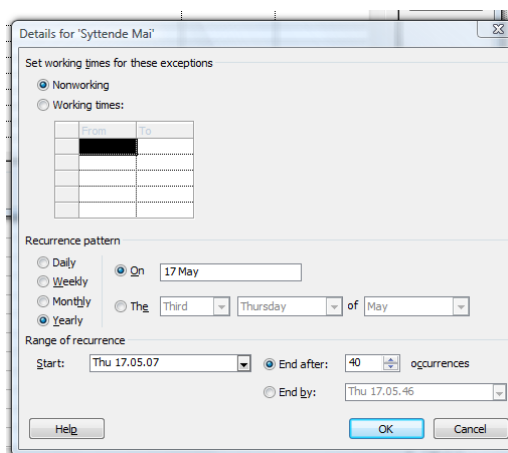 Details for 'Syttende Mai'
Set working times for these exceptions
Nonworking
Working times:
From To
Recurrence pattern
Daily
Weekly
Monthly
Yearly
On 17 May
The Third Thursday of May
Range of recurrence
Start: Thu 17.05.07 End after: 40 occurrences
End by: Thu 17.05.46
Help OK Cancel